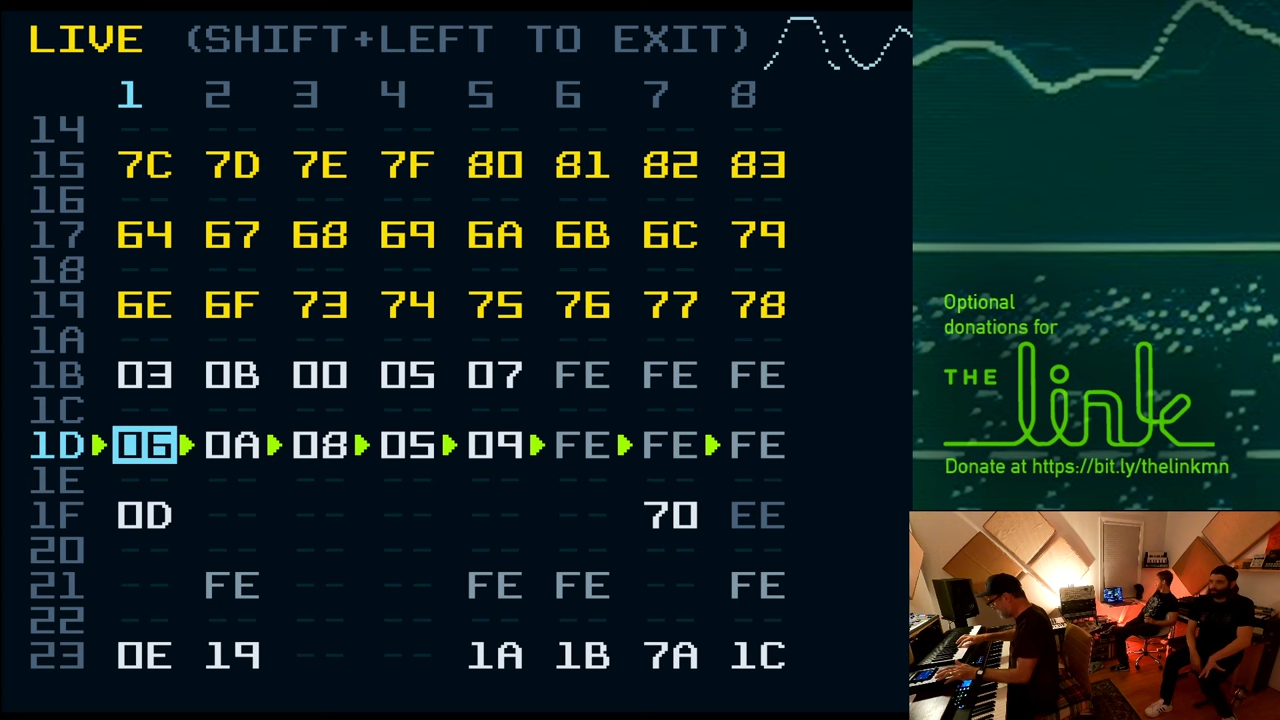 LIVE (SHIFT+LEFT TO EXIT)
1 2 3 4 5 6 7 8
14 -- -- -- -- -- -- -- --
15 7C 7D 7E 7F 80 81 82 83
16 -- -- -- -- -- -- -- --
17 64 67 68 69 6A 6B 6C 79
18 -- -- -- -- -- -- -- --
19 6E 6F 73 74 75 76 77 78
1A -- -- -- -- -- -- -- --
1B 03 0B 00 05 07 FE FE FE
1C -- -- -- -- -- -- -- --
1D 06 0A 08 05 09 FE FE FE
1E -- -- -- -- -- -- -- --
1F 0D -- -- -- -- -- 70 EE
20 -- -- -- -- -- -- -- --
21 -- FE -- -- FE FE -- FE
22 -- -- -- -- -- -- -- --
23 0E 19 -- -- 1A 1B 7A 1C
Optional
donations for
THE link
Donate at https://bit.ly/thelinkmn